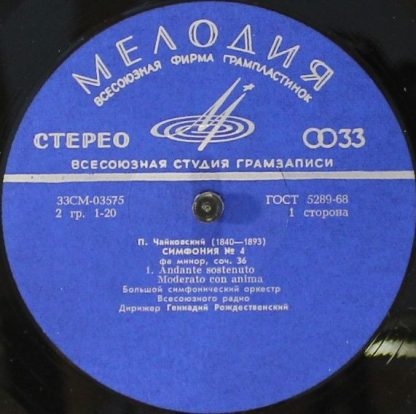 МЕЛОДИЯ
ВСЕСОЮЗНАЯ ФИРМА ГРАМПЛАСТИНОК
СТЕРЕО 33
ВСЕСОЮЗНАЯ СТУДИЯ ГРАМЗАПИСИ
33СМ-03575 ГОСТ 5289-68
2 гр. 1-20 1 сторона
П. Чайковский (1840—1893)
СИМФОНИЯ № 4
фа минор, соч. 36
1. Andante sostenuto
Moderato con anima
Большой симфонический оркестр
Всесоюзного радио
Дирижер Геннадий Рождественский